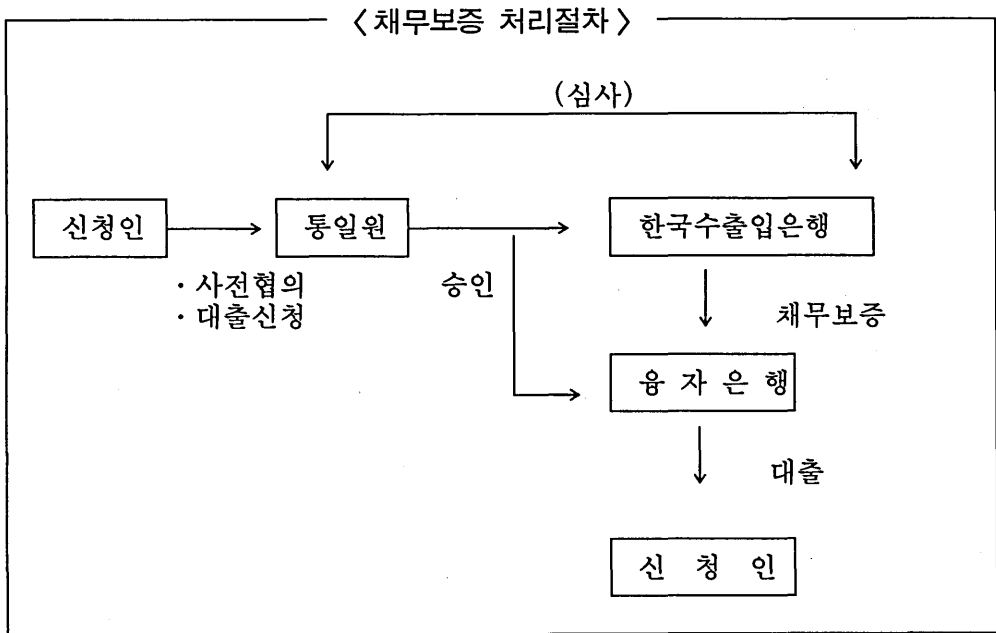 〈채무보증 처리절차〉
(심사)
신청인
통일원
한국수출입은행
· 사전협의
· 대출신청
승인
채무보증
융 자 은 행
대출
신 청 인